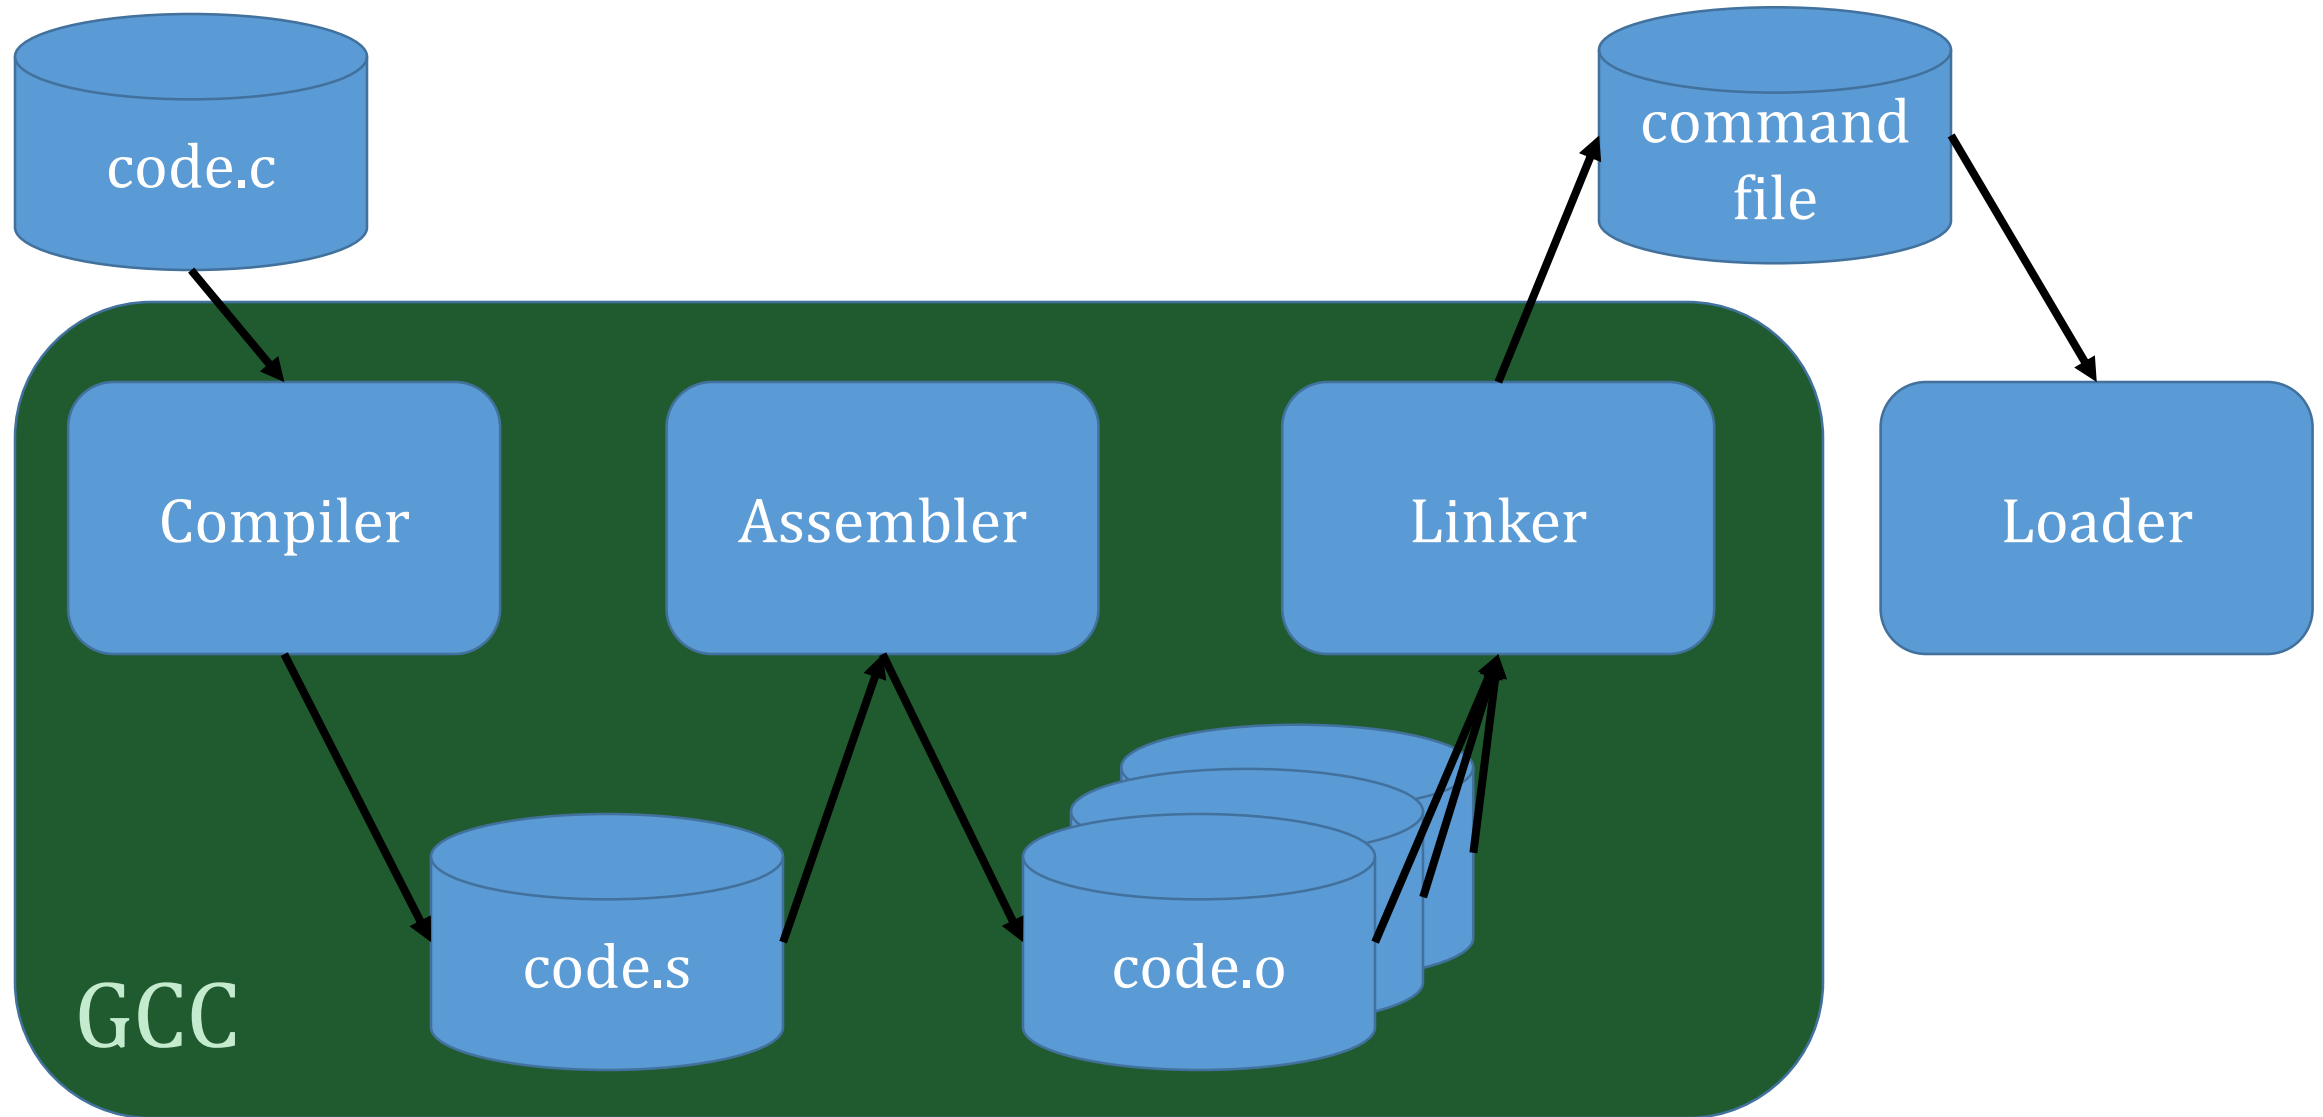 code.c
command
file
Compiler
Assembler
Linker
Loader
code.s
code.o
GCC